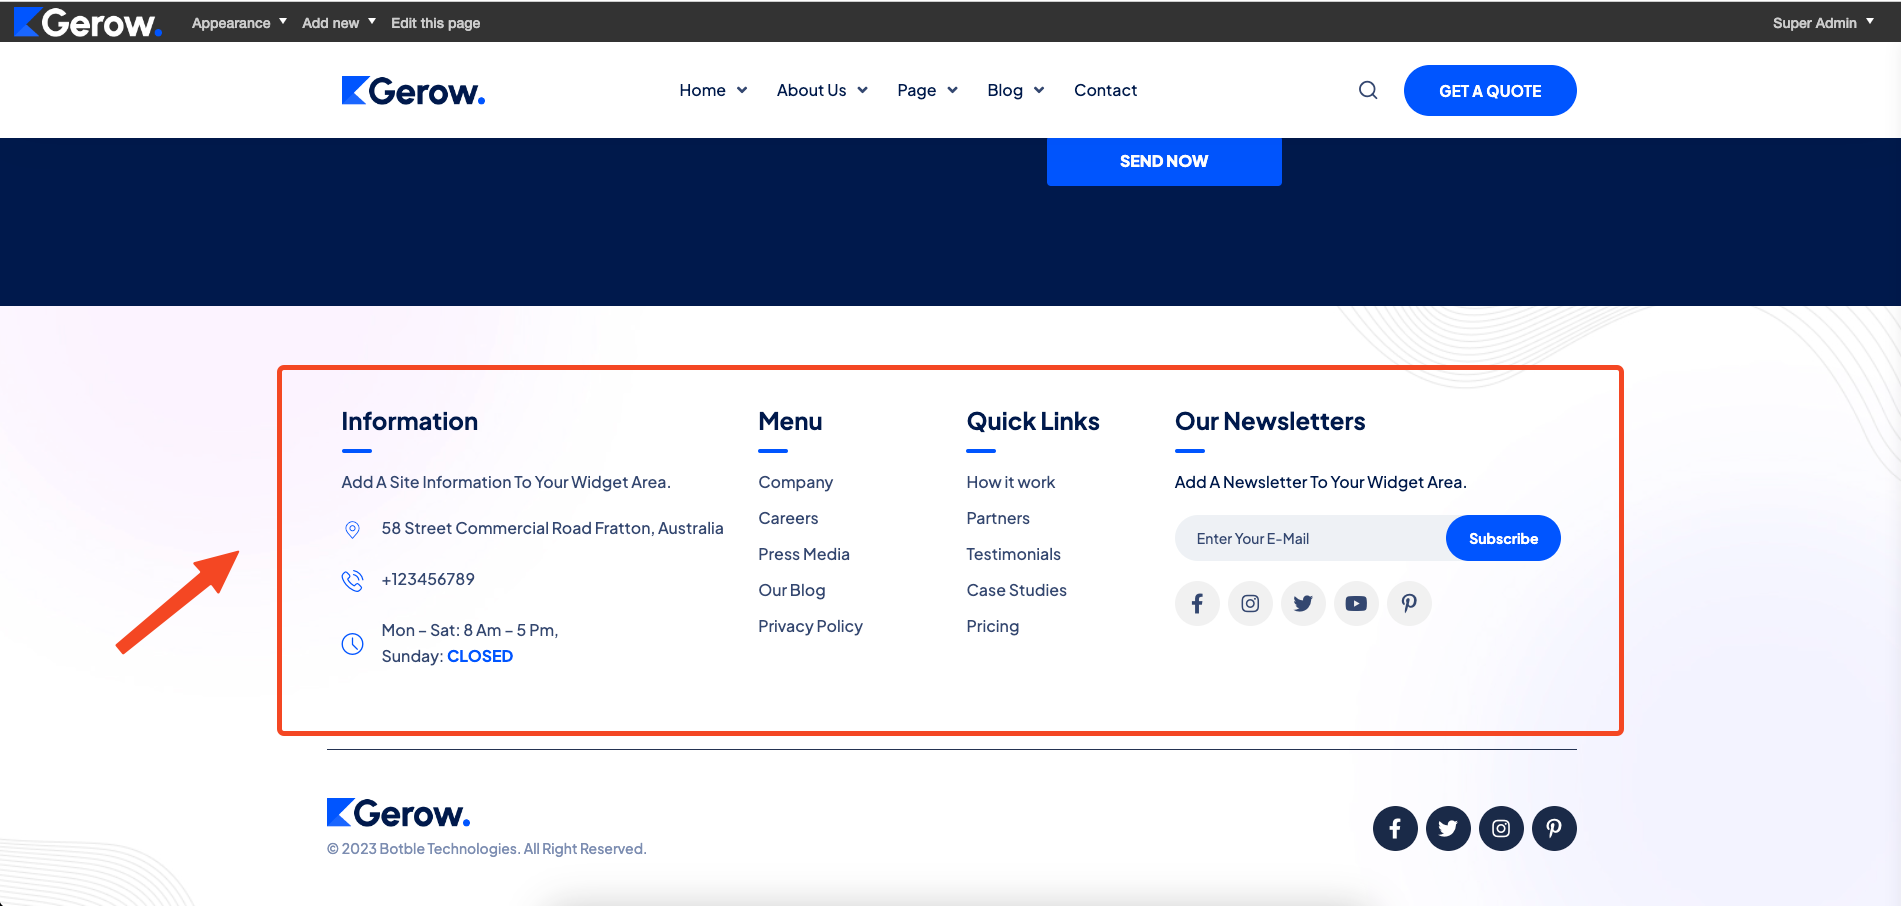 Gerow.
Appearance Add new Edit this page Super Admin
Gerow. Home About Us Page Blog Contact GET A QUOTE
SEND NOW
Information
Add A Site Information To Your Widget Area.
58 Street Commercial Road Fratton, Australia
+123456789
Mon – Sat: 8 Am – 5 Pm,
Sunday: CLOSED
Menu
Company
Careers
Press Media
Our Blog
Privacy Policy
Quick Links
How it work
Partners
Testimonials
Case Studies
Pricing
Our Newsletters
Add A Newsletter To Your Widget Area.
Enter Your E-Mail Subscribe
Gerow.
© 2023 Botble Technologies. All Right Reserved.